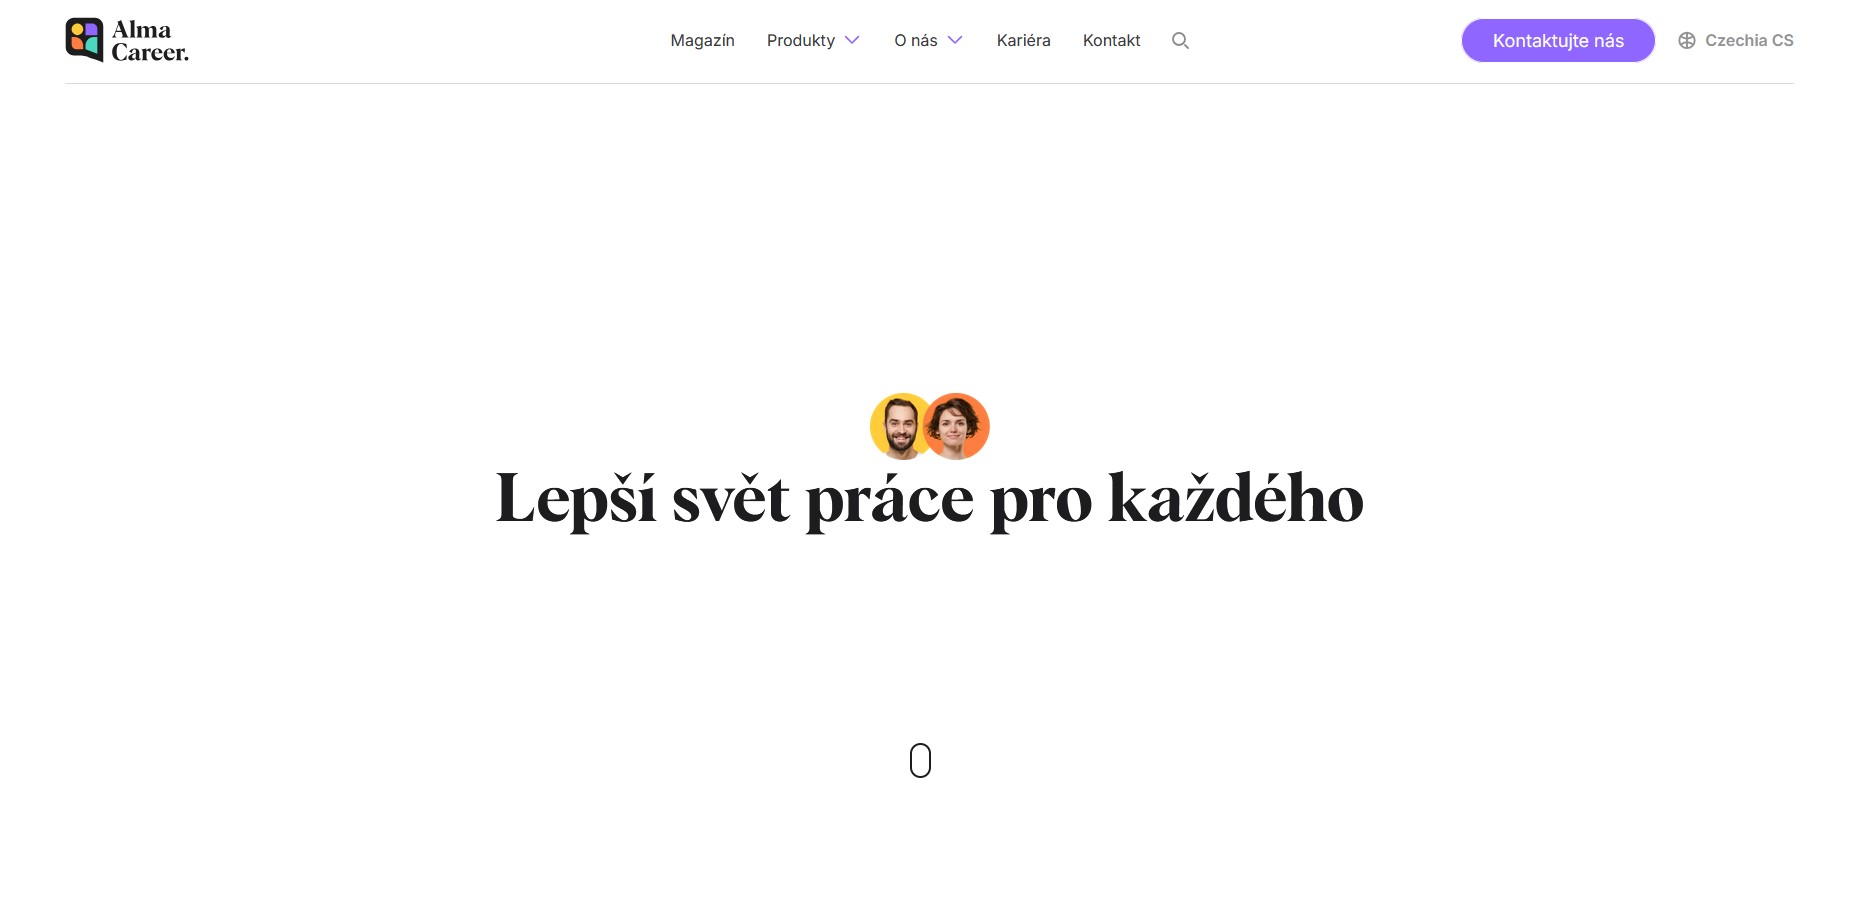 Alma
Career.
Magazín
Produkty
O nás
Kariéra
Kontakt
Kontaktujte nás
Czechia CS
Lepší svět práce pro každého